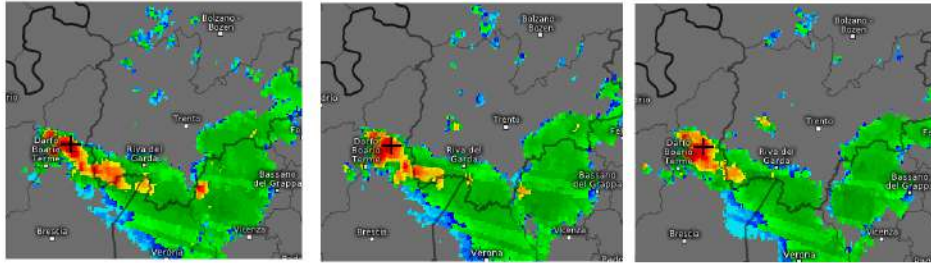 Bolzano -
Bozen
Trento
Darfo
Boario
Terme
Riva del
Garda
Bassano
del Grappa
Brescia
Vicenza
Verona
Bolzano -
Bozen
Trento
Darfo
Boario
Terme
Riva del
Garda
Bassano
del Grappa
Brescia
Vicenza
Verona
Bolzano -
Bozen
Trento
Darfo
Boario
Terme
Riva del
Garda
Bassano
del Grappa
Brescia
Vicenza
Verona